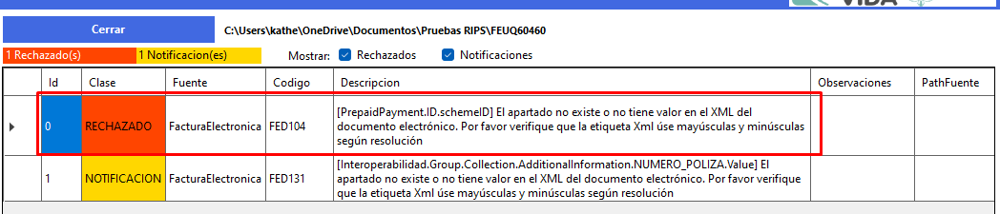 VIDA
Cerrar
C:\Users\kathe\OneDrive\Documentos\Pruebas RIPS\FEUQ60460
1 Rechazado(s)
1 Notificacion(es)
Mostrar:
Rechazados
Notificaciones
Id
Clase
Fuente
Codigo
Descripcion
Observaciones
PathFuente
0
RECHAZADO
FacturaElectronica
FED104
[PrepaidPayment.ID.schemeID] El apartado no existe o no tiene valor en el XML del
documento electrónico. Por favor verifique que la etiqueta Xml úse mayúsculas y minúsculas
según resolución
1
NOTIFICACION
FacturaElectronica
FED131
[Interoperabilidad.Group.Collection.AdditionalInformation.NUMERO_POLIZA.Value] El
apartado no existe o no tiene valor en el XML del documento electrónico. Por favor verifique
que la etiqueta Xml úse mayúsculas y minúsculas según resolución